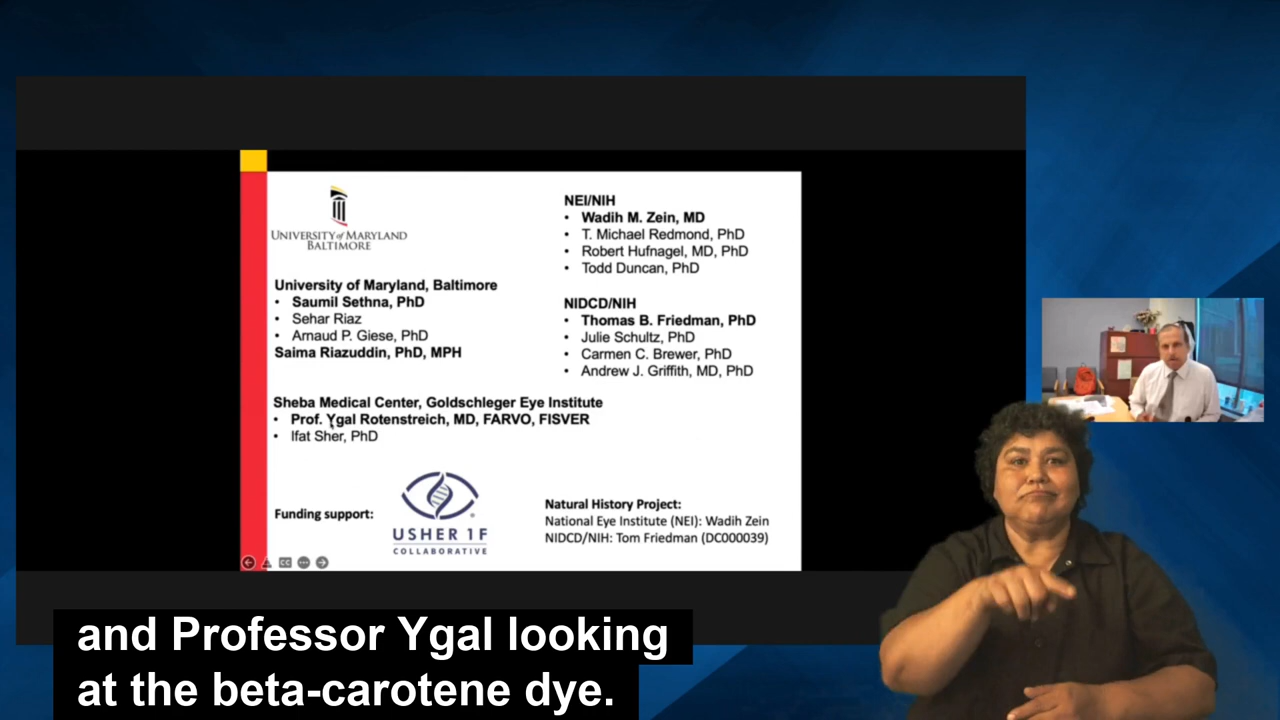 UNIVERSITY of MARYLAND
BALTIMORE
University of Maryland, Baltimore
• Saumil Sethna, PhD
• Sehar Riaz
• Arnaud P. Giese, PhD
Saima Riazuddin, PhD, MPH
NEI/NIH
• Wadih M. Zein, MD
• T. Michael Redmond, PhD
• Robert Hufnagel, MD, PhD
• Todd Duncan, PhD
NIDCD/NIH
• Thomas B. Friedman, PhD
• Julie Schultz, PhD
• Carmen C. Brewer, PhD
• Andrew J. Griffith, MD, PhD
Sheba Medical Center, Goldschleger Eye Institute
• Prof. Ygal Rotenstreich, MD, FARVO, FISVER
• Ifat Sher, PhD
Funding support:
USHER 1F
COLLABORATIVE
Natural History Project:
National Eye Institute (NEI): Wadih Zein
NIDCD/NIH: Tom Friedman (DC000039)
CC
and Professor Ygal looking
at the beta-carotene dye.